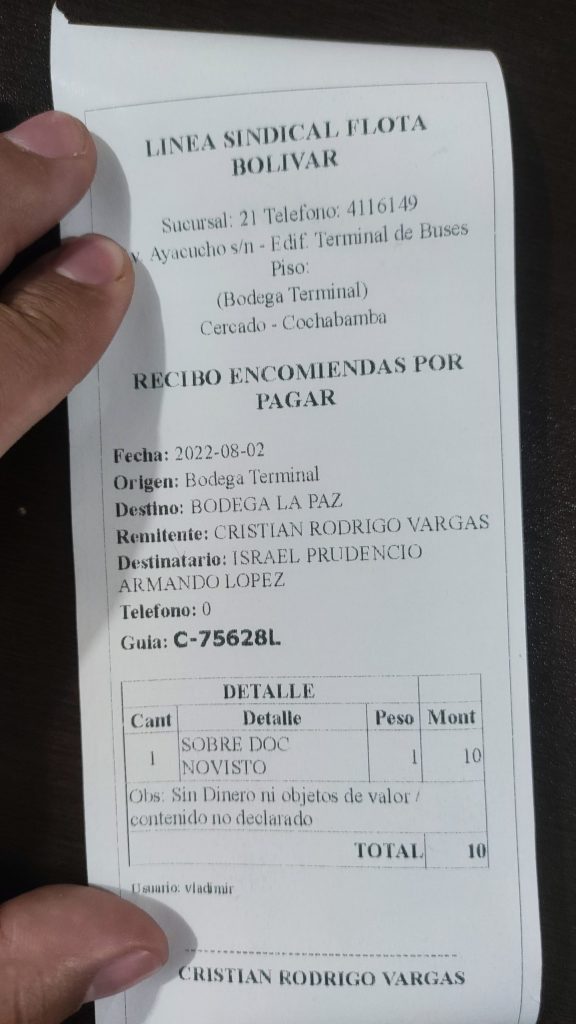 LINEA SINDICAL FLOTA
BOLIVAR
Sucursal: 21 Telefono: 4116149
v. Ayacucho s/n - Edif. Terminal de Buses
Piso:
(Bodega Terminal)
Cercado - Cochabamba
RECIBO ENCOMIENDAS POR
PAGAR
Fecha: 2022-08-02
Origen: Bodega Terminal
Destino: BODEGA LA PAZ
Remitente: CRISTIAN RODRIGO VARGAS
Destinatario: ISRAEL PRUDENCIO
ARMANDO LOPEZ
Telefono: 0
Guia: C-75628L
DETALLE
Cant Detalle Peso Mont
1 SOBRE DOC NOVISTO 1 10
Obs: Sin Dinero ni objetos de valor /
contenido no declarado
TOTAL 10
Usuario: vladimir
CRISTIAN RODRIGO VARGAS